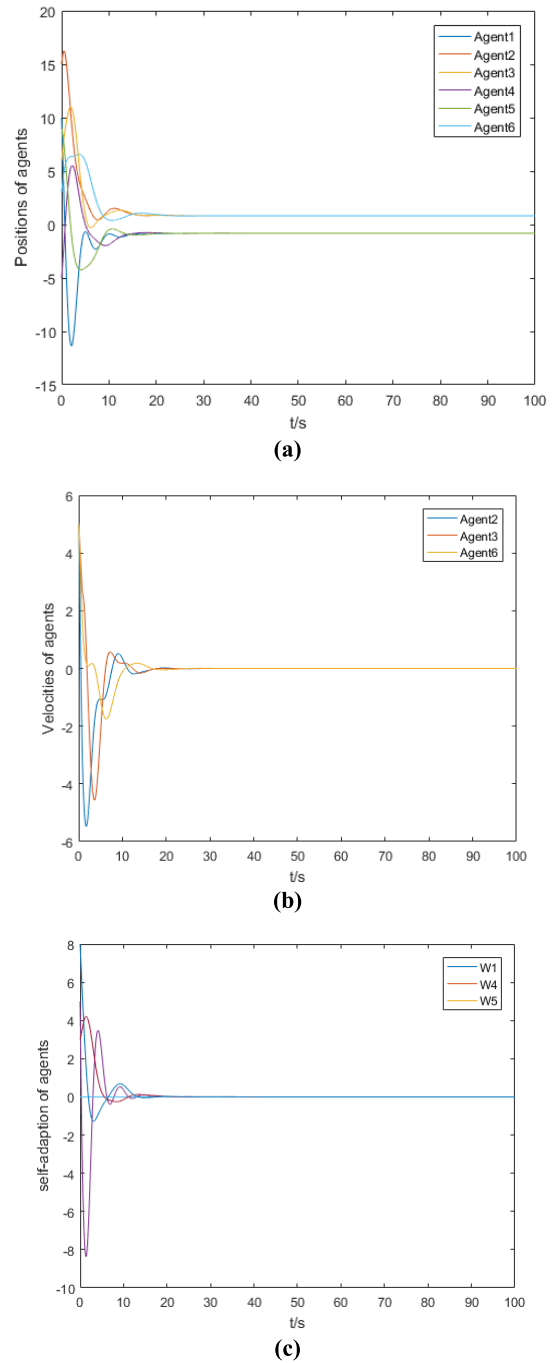 20
15
10
5
0
-5
-10
-15
Positions of agents
Agent1
Agent2
Agent3
Agent4
Agent5
Agent6
0 10 20 30 40 50 60 70 80 90 100
t/s
(a)
6
4
2
0
-2
-4
-6
Velocities of agents
Agent2
Agent3
Agent6
0 10 20 30 40 50 60 70 80 90 100
t/s
(b)
8
6
4
2
0
-2
-4
-6
-8
-10
self-adaption of agents
W1
W4
W5
0 10 20 30 40 50 60 70 80 90 100
t/s
(c)